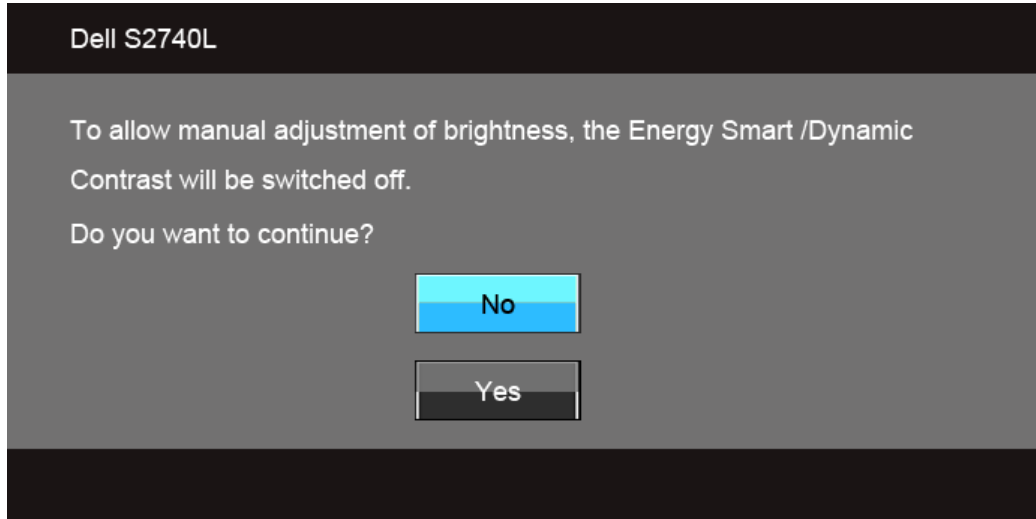 Dell S2740L
To allow manual adjustment of brightness, the Energy Smart /Dynamic
Contrast will be switched off.
Do you want to continue?
No
Yes